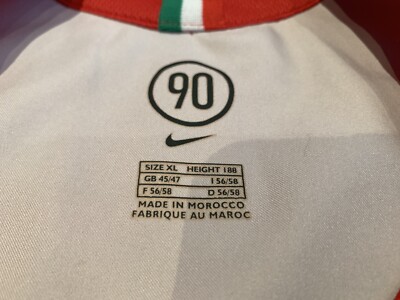 90
SIZE XL HEIGHT 188
GB 45/47 I 56/58
F 56/58 D 56/58
MADE IN MOROCCO
FABRIQUE AU MAROC